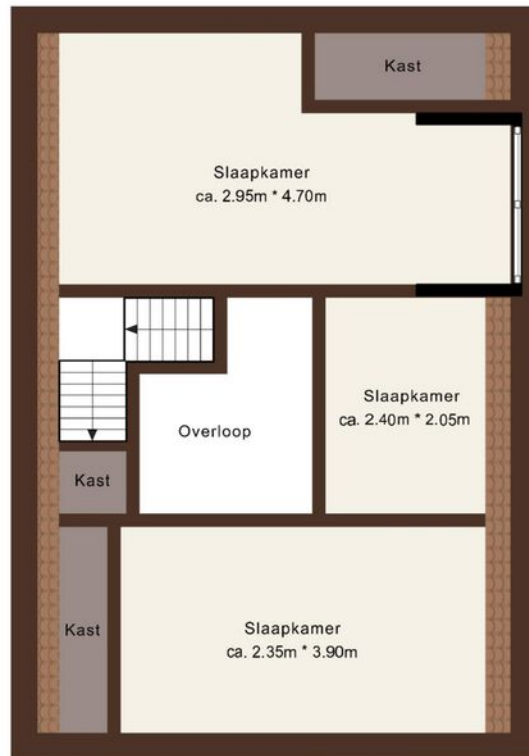 Kast
Slaapkamer
ca. 2.95m * 4.70m
Slaapkamer
ca. 2.40m * 2.05m
Overloop
Kast
Kast
Slaapkamer
ca. 2.35m * 3.90m